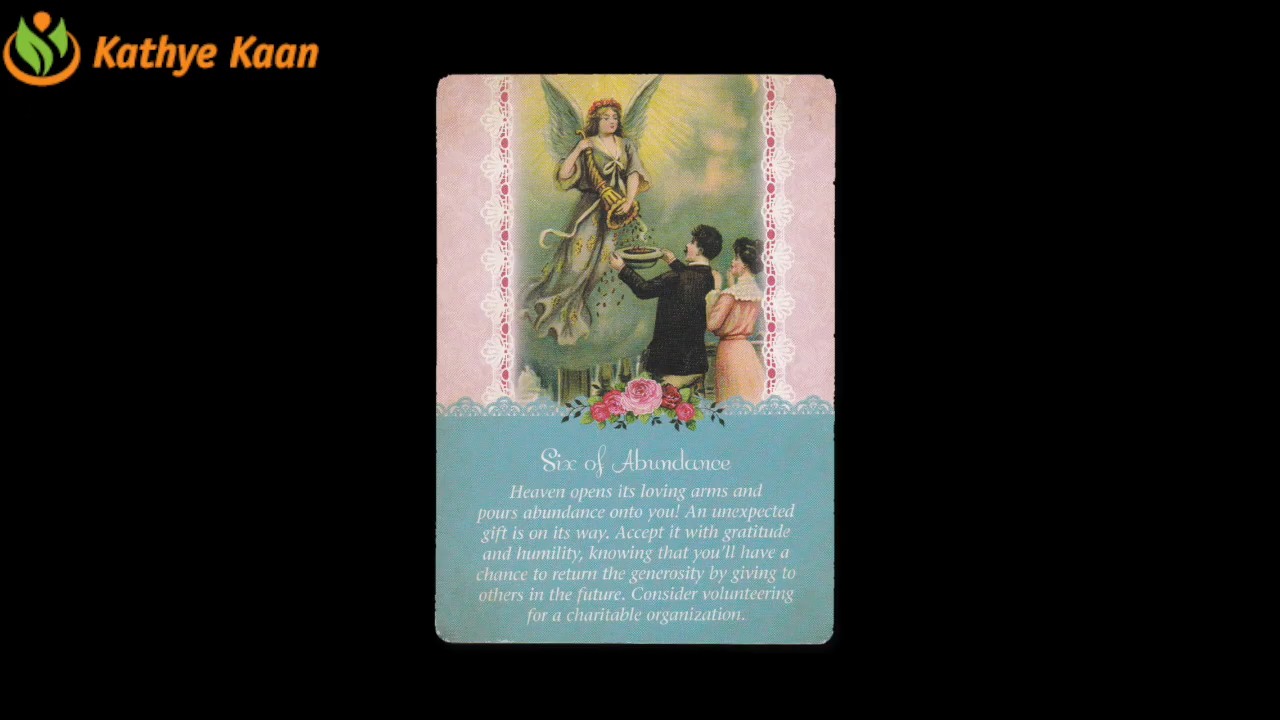 Kathye Kaan
Six of Abundance
Heaven opens its loving arms and
pours abundance onto you! An unexpected
gift is on its way. Accept it with gratitude
and humility, knowing that you'll have a
chance to return the generosity by giving to
others in the future. Consider volunteering
for a charitable organization.